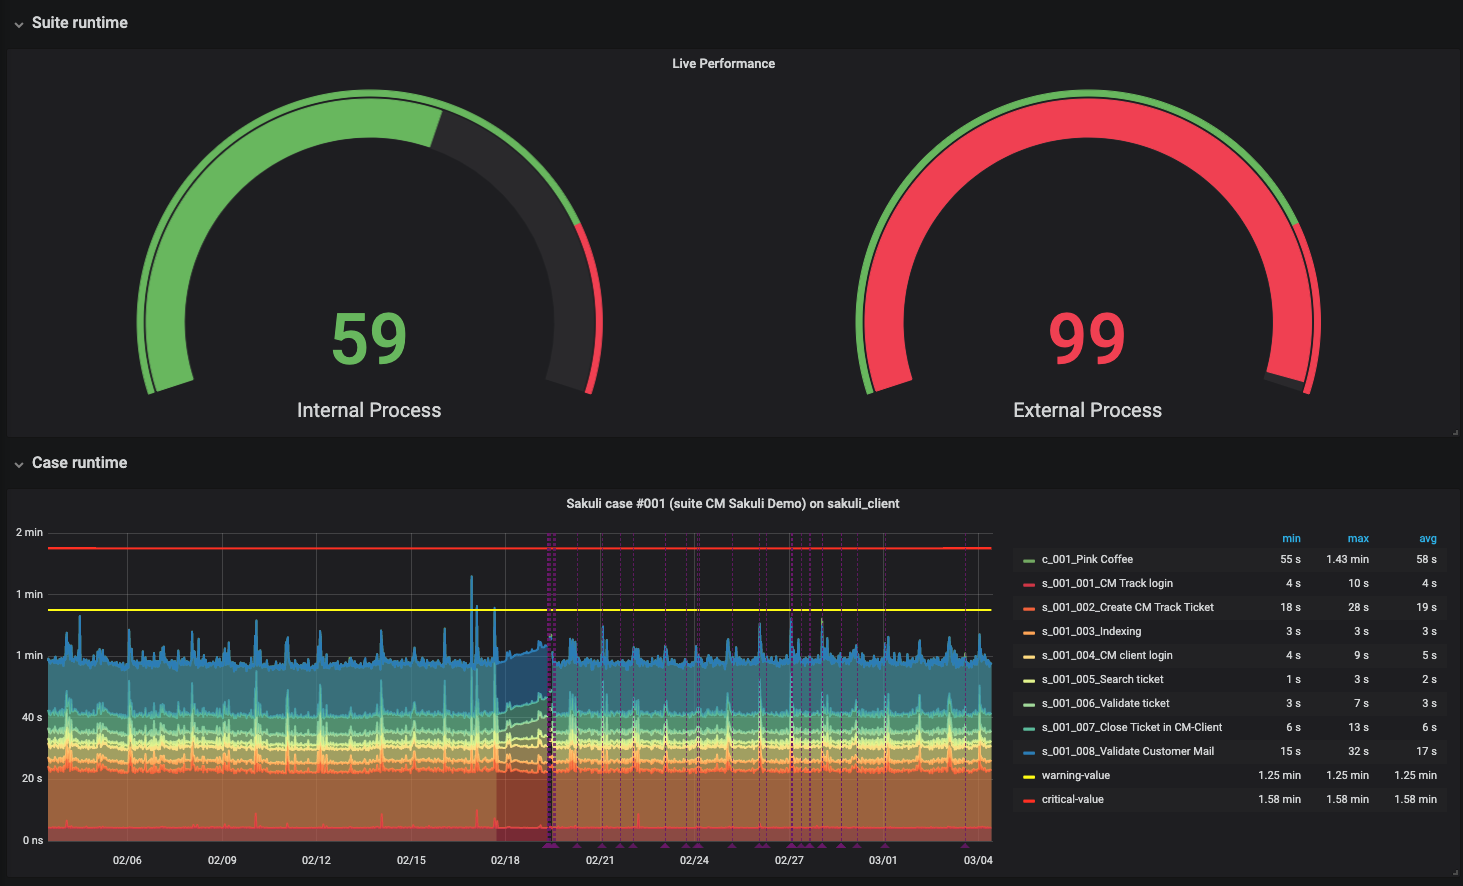 Suite runtime
Live Performance
59
Internal Process
99
External Process
Case runtime
Sakuli case #001 (suite CM Sakuli Demo) on sakuli_client
2 min
1 min
1 min
40 s
20 s
0 ns
02/06 02/09 02/12 02/15 02/18 02/21 02/24 02/27 03/01 03/04
min max avg
c_001_Pink Coffee 55 s 1.43 min 58 s
s_001_001_CM Track login 4 s 10 s 4 s
s_001_002_Create CM Track Ticket 18 s 28 s 19 s
s_001_003_Indexing 3 s 3 s 3 s
s_001_004_CM client login 4 s 9 s 5 s
s_001_005_Search ticket 1 s 3 s 2 s
s_001_006_Validate ticket 3 s 7 s 3 s
s_001_007_Close Ticket in CM-Client 6 s 13 s 6 s
s_001_008_Validate Customer Mail 15 s 32 s 17 s
warning-value 1.25 min 1.25 min 1.25 min
critical-value 1.58 min 1.58 min 1.58 min